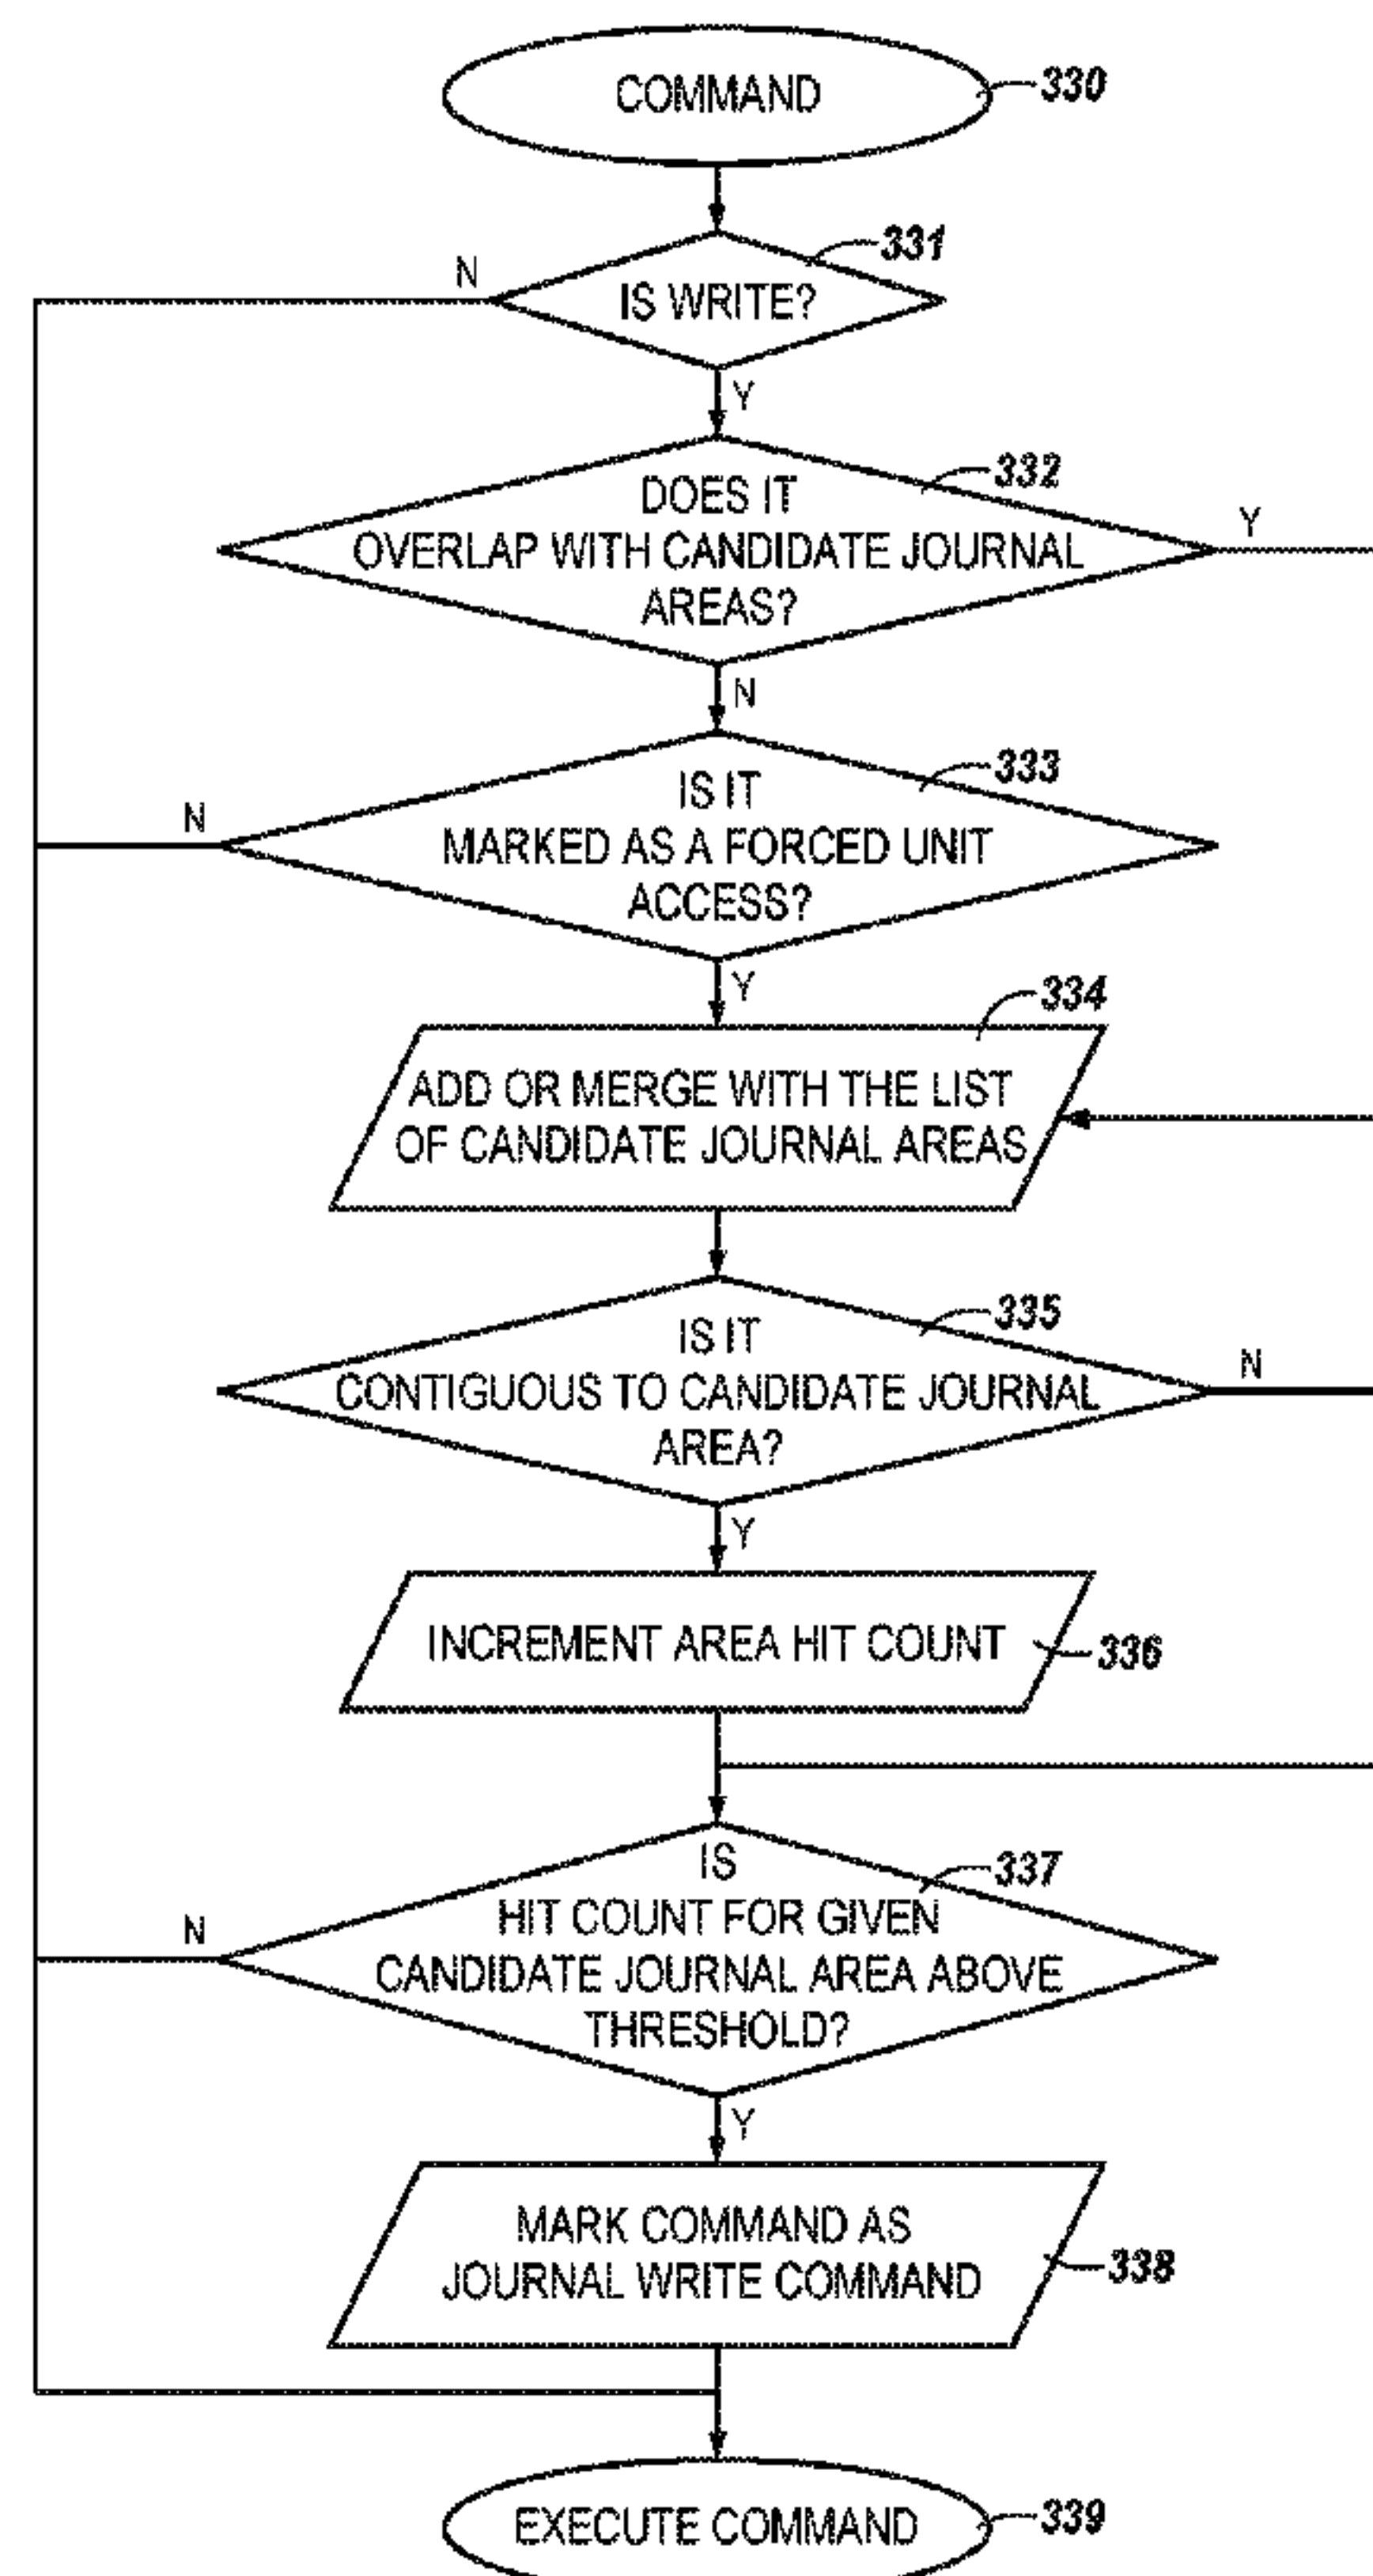 COMMAND
330
331
N
IS WRITE?
Y
332
DOES IT
Y
OVERLAP WITH CANDIDATE JOURNAL
AREAS?
N
333
IS IT
N
MARKED AS A FORCED UNIT
ACCESS?
Y
334
ADD OR MERGE WITH THE LIST
OF CANDIDATE JOURNAL AREAS
335
IS IT
N
CONTIGUOUS TO CANDIDATE JOURNAL
AREA?
Y
INCREMENT AREA HIT COUNT
336
IS
337
HIT COUNT FOR GIVEN
N
CANDIDATE JOURNAL AREA ABOVE
THRESHOLD?
Y
MARK COMMAND AS
JOURNAL WRITE COMMAND
338
EXECUTE COMMAND
339